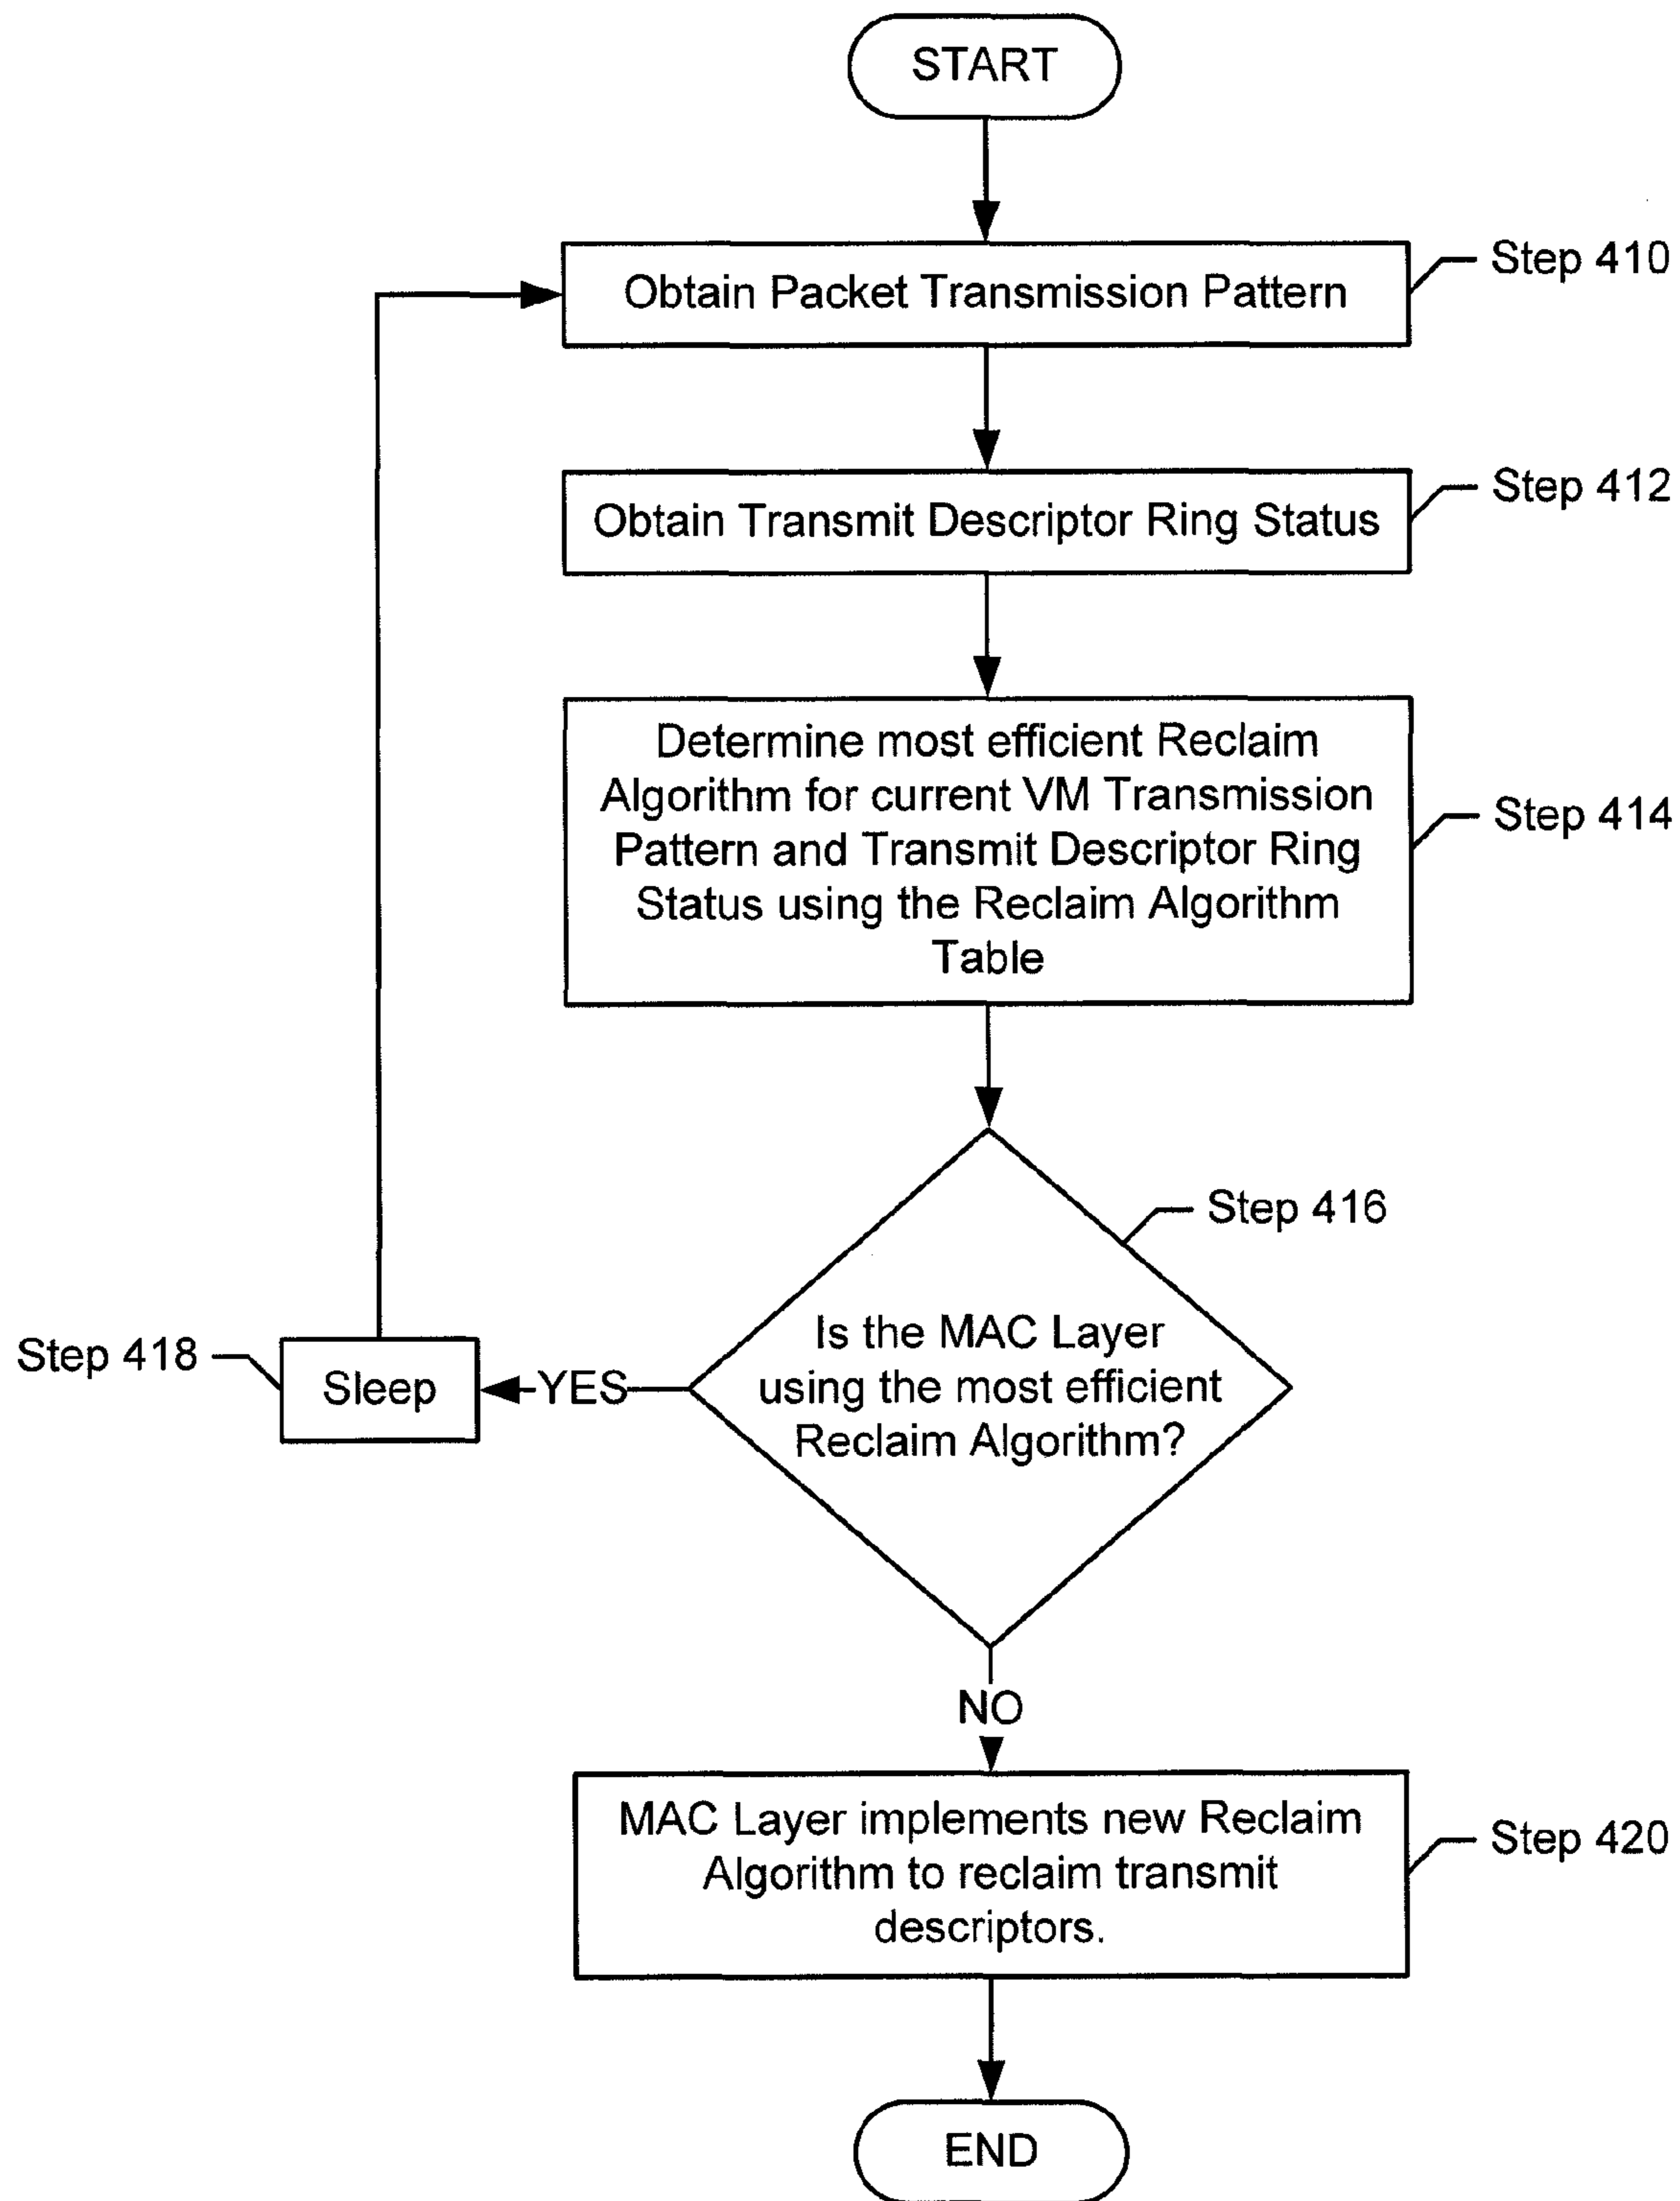 START
Obtain Packet Transmission Pattern
Step 410
Obtain Transmit Descriptor Ring Status
Step 412
Determine most efficient Reclaim
Algorithm for current VM Transmission
Pattern and Transmit Descriptor Ring
Status using the Reclaim Algorithm
Table
Step 414
Step 416
Is the MAC Layer
using the most efficient
Reclaim Algorithm?
YES
Step 418
Sleep
NO
MAC Layer implements new Reclaim
Algorithm to reclaim transmit
descriptors.
Step 420
END